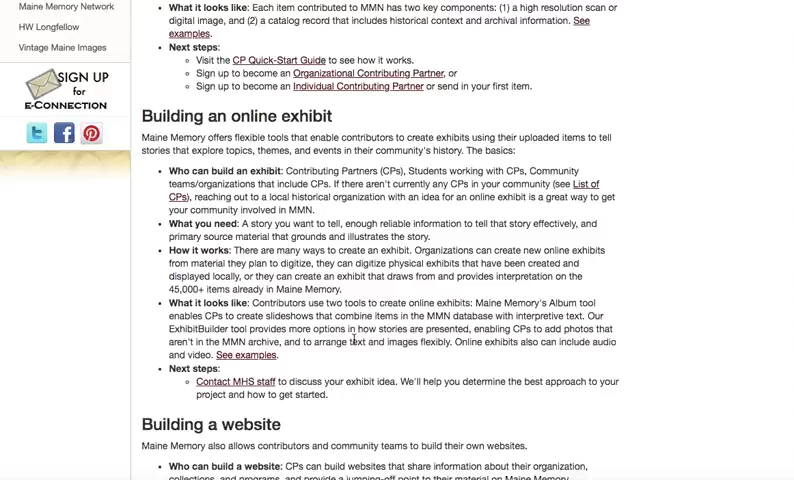 Maine Memory Network
HW Longfellow
Vintage Maine Images
SIGN UP
for
e-CONNECTION
• What it looks like: Each item contributed to MMN has two key components: (1) a high resolution scan or
digital image, and (2) a catalog record that includes historical context and archival information. See
examples.
• Next steps:
◦ Visit the CP Quick-Start Guide to see how it works.
◦ Sign up to become an Organizational Contributing Partner, or
◦ Sign up to become an Individual Contributing Partner or send in your first item.
Building an online exhibit
Maine Memory offers flexible tools that enable contributors to create exhibits using their uploaded items to tell
stories that explore topics, themes, and events in their community's history. The basics:
• Who can build an exhibit: Contributing Partners (CPs), Students working with CPs, Community
teams/organizations that include CPs. If there aren't currently any CPs in your community (see List of
CPs), reaching out to a local historical organization with an idea for an online exhibit is a great way to get
your community involved in MMN.
• What you need: A story you want to tell, enough reliable information to tell that story effectively, and
primary source material that grounds and illustrates the story.
• How it works: There are many ways to create an exhibit. Organizations can create new online exhibits
from material they plan to digitize, they can digitize physical exhibits that have been created and
displayed locally, or they can create an exhibit that draws from and provides interpretation on the
45,000+ items already in Maine Memory.
• What it looks like: Contributors use two tools to create online exhibits: Maine Memory's Album tool
enables CPs to create slideshows that combine items in the MMN database with interpretive text. Our
ExhibitBuilder tool provides more options in how stories are presented, enabling CPs to add photos that
aren't in the MMN archive, and to arrange text and images flexibly. Online exhibits also can include audio
and video. See examples.
• Next steps:
◦ Contact MHS staff to discuss your exhibit idea. We'll help you determine the best approach to your
project and how to get started.
Building a website
Maine Memory also allows contributors and community teams to build their own websites.
• Who can build a website: CPs can build websites that share information about their organization,
collections, and programs, and provide a jumping-off point to their material on Maine Memory.